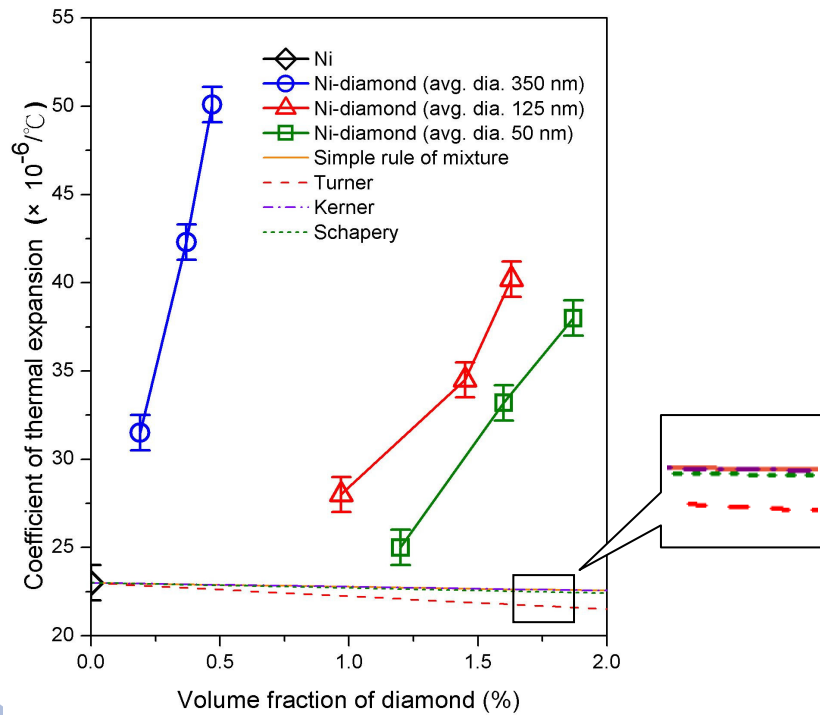 Coefficient of thermal expansion (× 10⁻⁶/℃)
55
50
45
40
35
30
25
20
Ni
Ni-diamond (avg. dia. 350 nm)
Ni-diamond (avg. dia. 125 nm)
Ni-diamond (avg. dia. 50 nm)
Simple rule of mixture
Turner
Kerner
Schapery
0.0 0.5 1.0 1.5 2.0
Volume fraction of diamond (%)